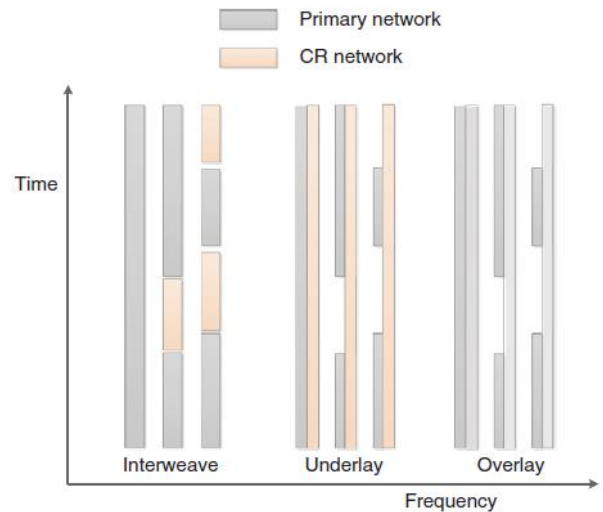 Primary network
CR network
Time
Interweave
Underlay
Overlay
Frequency